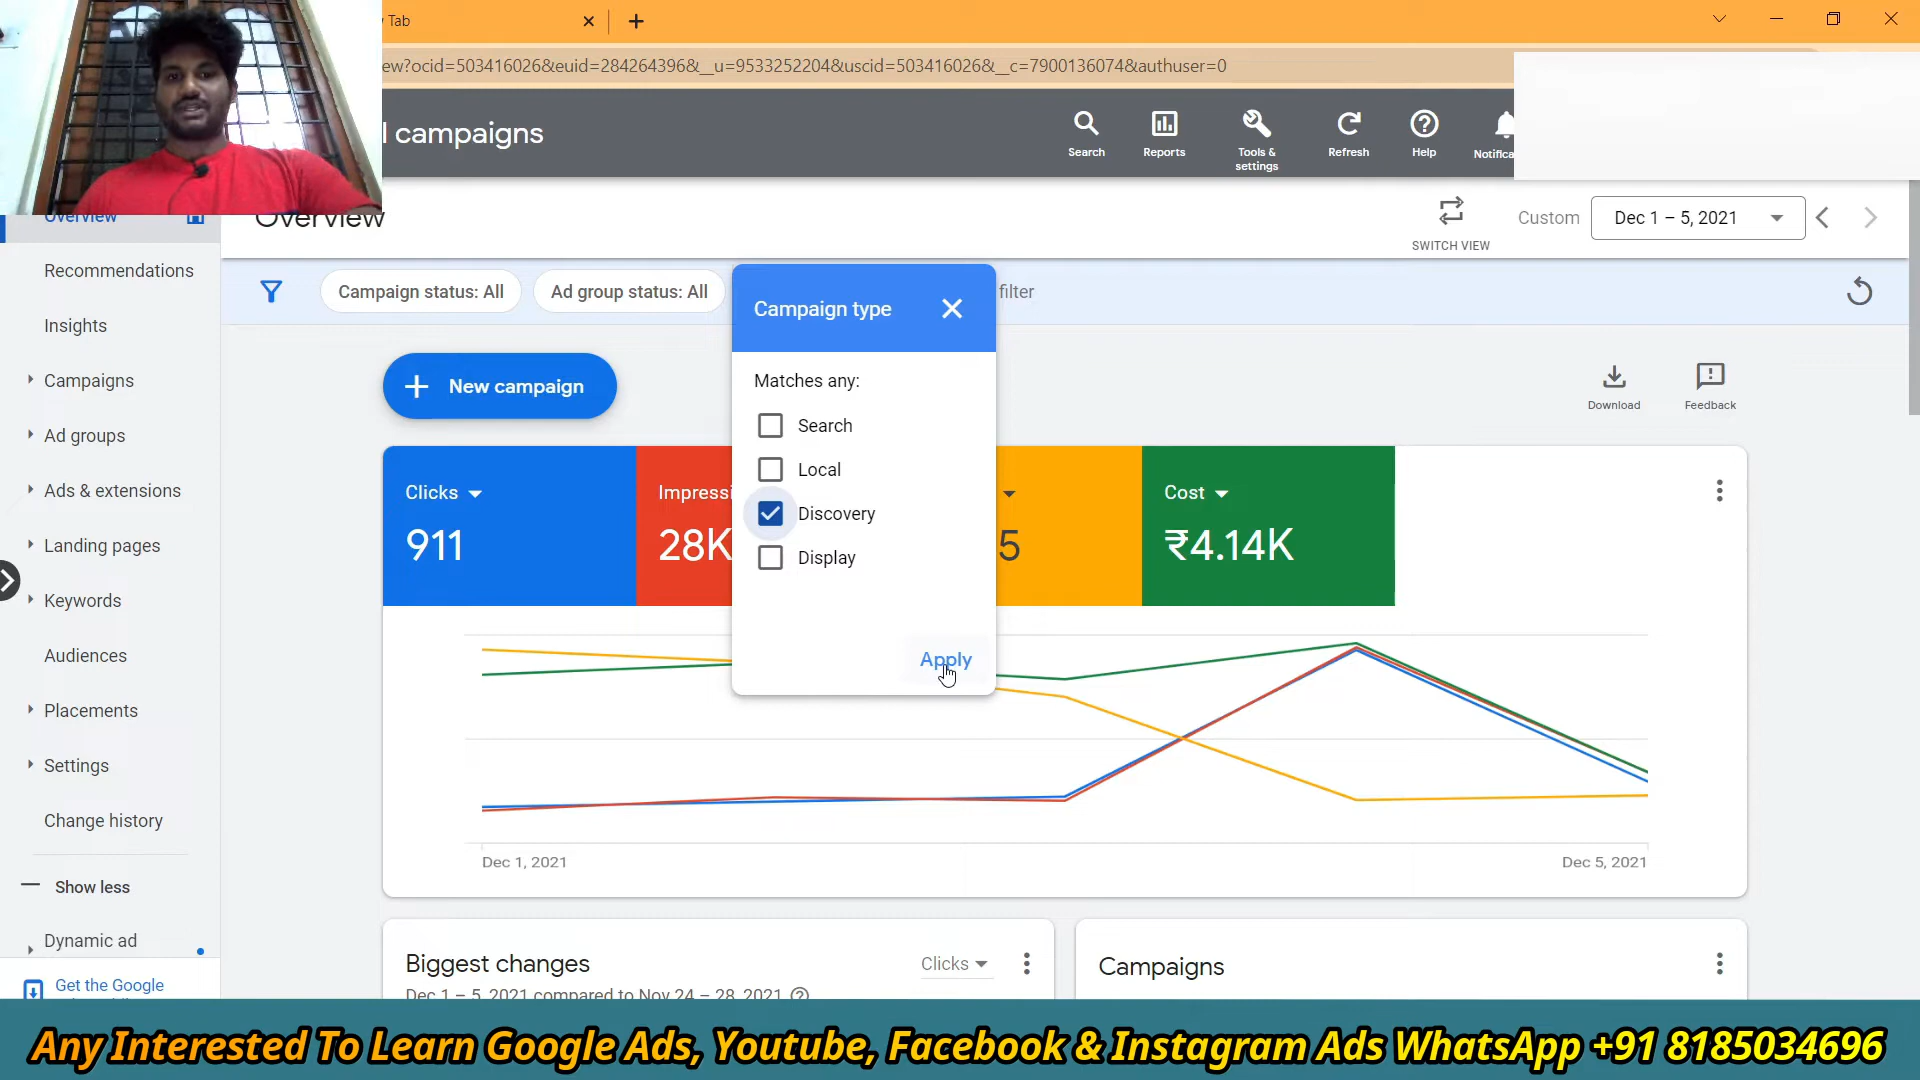 Tab
ew?ocid=503416026&euid=284264396&__u=9533252204&uscid=503416026&__c=7900136074&authuser=0
campaigns
Search
Reports
Tools &
settings
Refresh
Help
Notifica
Overview
Overview
SWITCH VIEW
Custom
Dec 1 – 5, 2021
Recommendations
Insights
Campaigns
Ad groups
Ads & extensions
Landing pages
Keywords
Audiences
Placements
Settings
Change history
Show less
Dynamic ad
Get the Google
Campaign status: All
Ad group status: All
filter
Campaign type
Matches any:
Search
Local
Discovery
Display
Apply
New campaign
Download
Feedback
Clicks
911
Impressi
28K
5
Cost
₹4.14K
Dec 1, 2021
Dec 5, 2021
Biggest changes
Clicks
Dec 1 – 5, 2021 compared to Nov 24 – 28, 2021
Campaigns
Any Interested To Learn Google Ads, Youtube, Facebook & Instagram Ads WhatsApp +91 8185034696